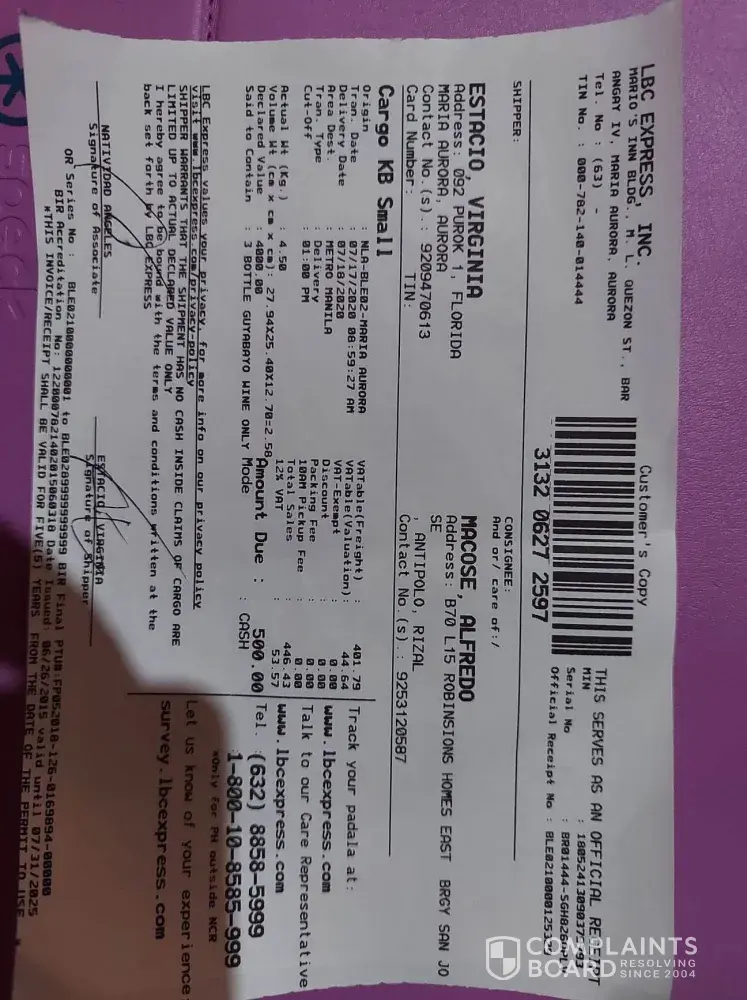 LBC EXPRESS, INC.
MARIO'S INN BLDG., M. L. QUEZON ST., BAR
ANGAY IV, MARIA AURORA, AURORA
Tel. No : (63) -
TIN No. : 000-782-140-014444
Customer's Copy
3132 0627 2597
THIS SERVES AS AN OFFICIAL RECEIPT
MIN
Serial No
Official Receipt No :
SHIPPER:
ESTACIO, VIRGINIA
Address: 092 PUROK 1, FLORIDA
MARIA AURORA, AURORA
Contact No.(s).: 9209470613
Card Number: TIN:
CONSIGNEE:
And or/ care of:/
MACOSE, ALFREDO
Address: B70 L15 ROBINSIONS HOMES EAST BRGY SAN JO
SE
, ANTIPOLO, RIZAL
Contact No.(s).: 9253120587
Cargo KB Small
Origin : NLA-BLE02-MARIA AURORA
Tran. Date : 07/17/2020 08:59:27 AM
Delivery Date : 07/18/2020
Area Dest. : METRO MANILA
Tran. Type : Delivery
Cut-Off : 01:00 PM
Actual Wt (Kg.) : 4.50
Volume Wt (cm x cm x cm): 27.94X25.40X12.70=2.58
Declared Value : 4000.00
Said to Contain : 3 BOTTLE GUYABAYO WINE ONLY
VATable(Freight) : 401.79
VATable(Valuation): 44.64
VAT-Exempt : 0.00
Discount : 0.00
Packing Fee : 0.00
10AM Pickup Fee : 0.00
Total Sales : 446.43
12% VAT : 53.57
Amount Due : 500.00
Mode : CASH
Track your padala at:
www.lbcexpress.com
Talk to our Care Representative
www.lbcexpress.com
Tel. :(632) 8858-5999
:1-800-10-8585-999
*Only for PH outside NCR
Let us know of your experience:
survey.lbcexpress.com
LBC Express values your privacy, for more info on our privacy policy
visit www.lbcexpress.com/privacy-policy
SHIPPER WARRANTS THAT THE SHIPMENT HAS NO CASH INSIDE CLAIMS OF CARGO ARE
LIMITED UP TO ACTUAL DECLARED VALUE ONLY
I hereby agree to be bound with the terms and conditions written at the
back set forth by LBC EXPRESS
NATIVIDAD ANGELES
Signature of Associate
ESTACIO, VIRGINIA
Signature of Shipper
OR Series No : BLE0210000000001 to BLE0289999999999 BIR Final PTU#:FP052018-126-0169894-00000
BIR Accreditation No: Date Issued: 06/26/2015 valid until 07/31/2025
*THIS INVOICE/RECEIPT SHALL BE VALID FOR FIVE(5) YEARS FROM THE DATE OF THE PERMIT TO USE
speck
COMPLAINTS
BOARD
RESOLVING
SINCE 2004